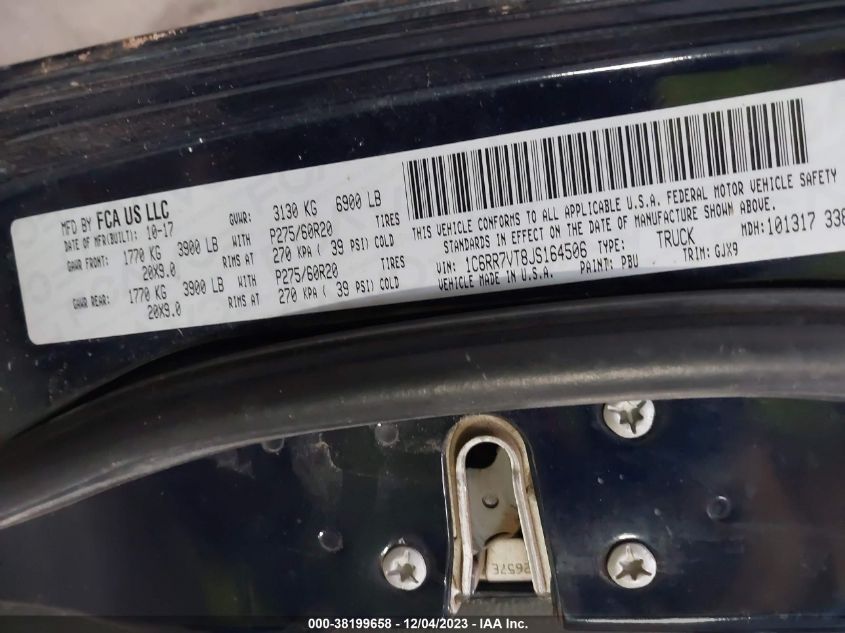 MFD BY FCA US LLC
DATE OF MFR(BUILT): 10-17 GVWR: 3130 KG 6900 LB
GAWR FRONT: 1770 KG 3900 LB WITH P275/60R20 TIRES
20X9.0 RIMS AT 270 KPA ( 39 PSI) COLD
GAWR REAR: 1770 KG 3900 LB WITH P275/60R20 TIRES
20X9.0 RIMS AT 270 KPA ( 39 PSI) COLD
THIS VEHICLE CONFORMS TO ALL APPLICABLE U.S.A. FEDERAL MOTOR VEHICLE SAFETY
STANDARDS IN EFFECT ON THE DATE OF MANUFACTURE SHOWN ABOVE.
VIN: 1C6RR7VT8JS164506 TYPE: TRUCK MDH: 101317 338
VEHICLE MADE IN U.S.A. PAINT: PBU TRIM: GJX9
2657E
000-38199658 - 12/04/2023 - IAA Inc.